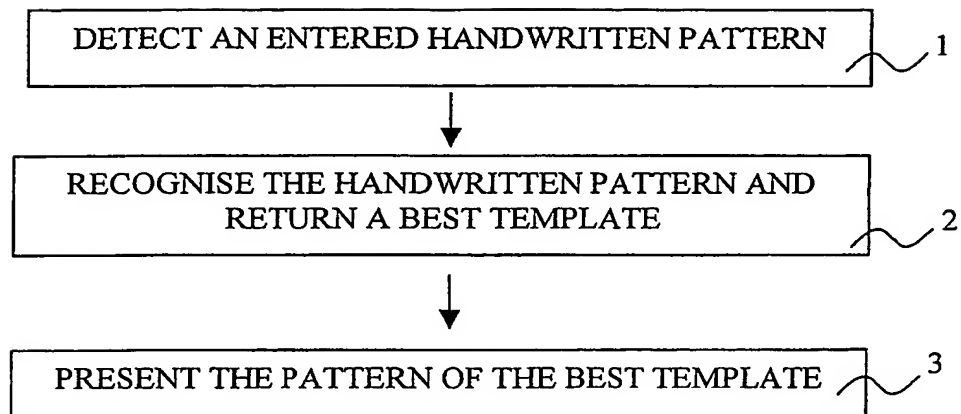 DETECT AN ENTERED HANDWRITTEN PATTERN
1
RECOGNISE THE HANDWRITTEN PATTERN AND
RETURN A BEST TEMPLATE
2
PRESENT THE PATTERN OF THE BEST TEMPLATE
3